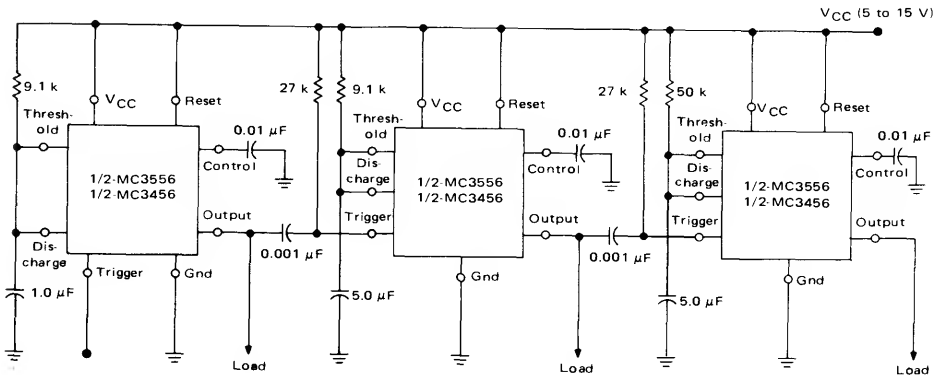 V CC (5 to 15 V)
9.1 k
VCC
Reset
Thresh-
old
0.01 µF
Control
1/2-MC3556
1/2-MC3456
Output
Dis-
charge
0.001 µF
Trigger
Gnd
1.0 µF
Load
27 k
9.1 k
VCC
Reset
Thresh-
old
0.01 µF
Control
Dis-
charge
1/2-MC3556
1/2-MC3456
Trigger
Output
0.001 µF
Gnd
5.0 µF
Load
27 k
50 k
VCC
Reset
Thresh-
old
0.01 µF
Control
Dis-
charge
1/2-MC3556
1/2-MC3456
Trigger
Output
Gnd
5.0 µF
Load